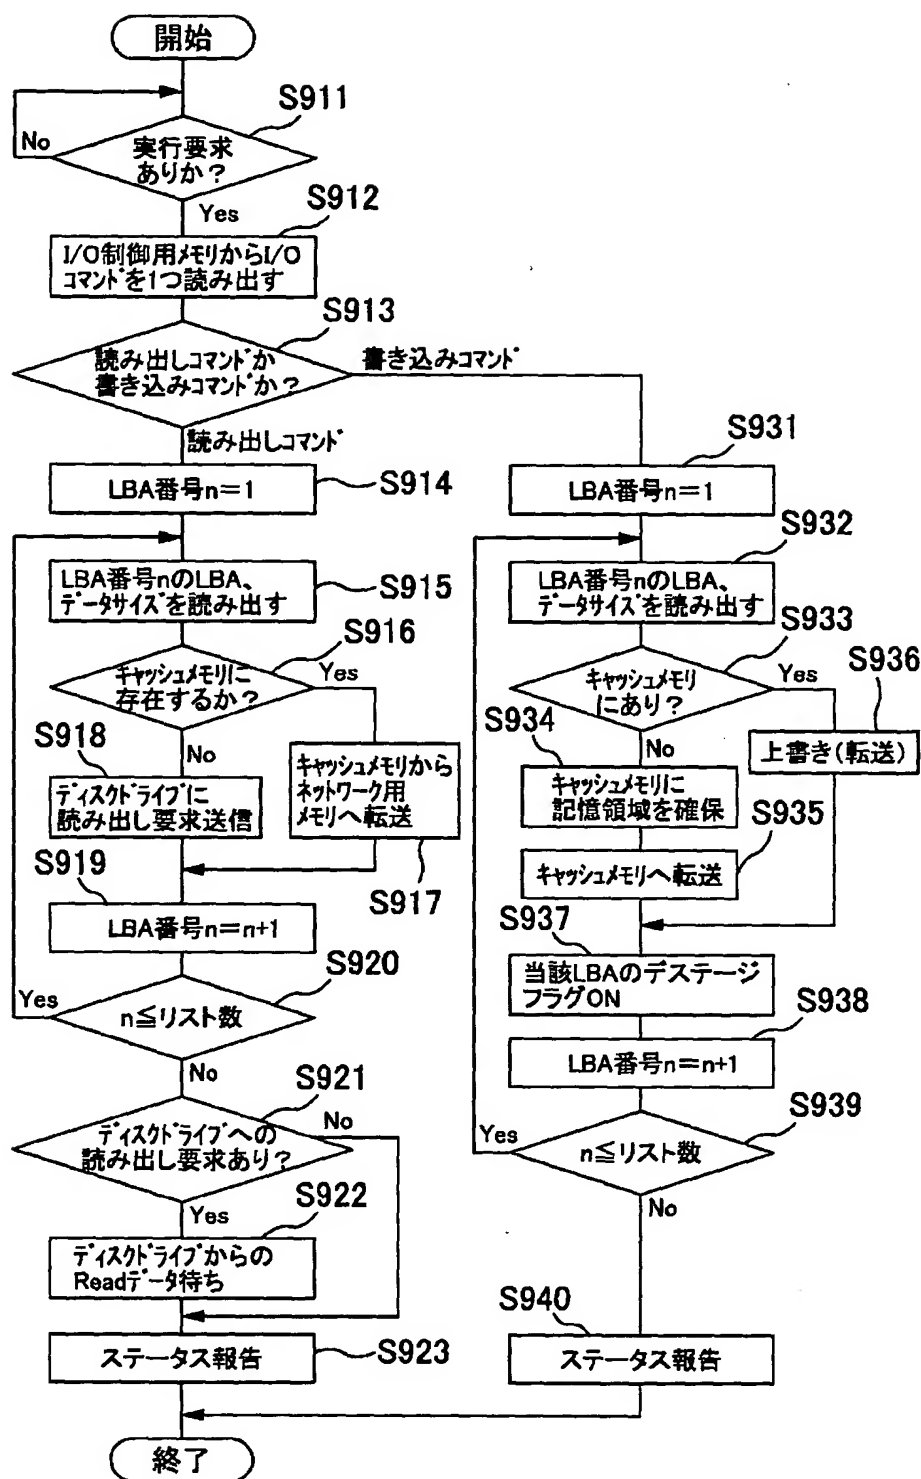 開始
S911
No
実行要求
ありか？
Yes
S912
I/O制御用メモリからI/O
コマンドを1つ読み出す
S913
読み出しコマンドか
書き込みコマンドか？
書き込みコマンド
読み出しコマンド
LBA番号n＝1
S914
LBA番号nのLBA、
データサイズを読み出す
S915
S916
キャッシュメモリに
存在するか？
Yes
No
S918
ディスクドライブに
読み出し要求送信
キャッシュメモリから
ネットワーク用
メモリへ転送
S917
S919
LBA番号n＝n+1
S920
Yes
n≦リスト数
No
S921
ディスクドライブへの
読み出し要求あり？
No
Yes
S922
ディスクドライブからの
Readデータ待ち
ステータス報告
S923
S931
LBA番号n＝1
S932
LBA番号nのLBA、
データサイズを読み出す
S933
キャッシュメモリ
にあり？
Yes
S936
上書き（転送）
No
S934
キャッシュメモリに
記憶領域を確保
S935
キャッシュメモリへ転送
S937
当該LBAのデステージ
フラグON
S938
LBA番号n＝n+1
S939
Yes
n≦リスト数
No
S940
ステータス報告
終了